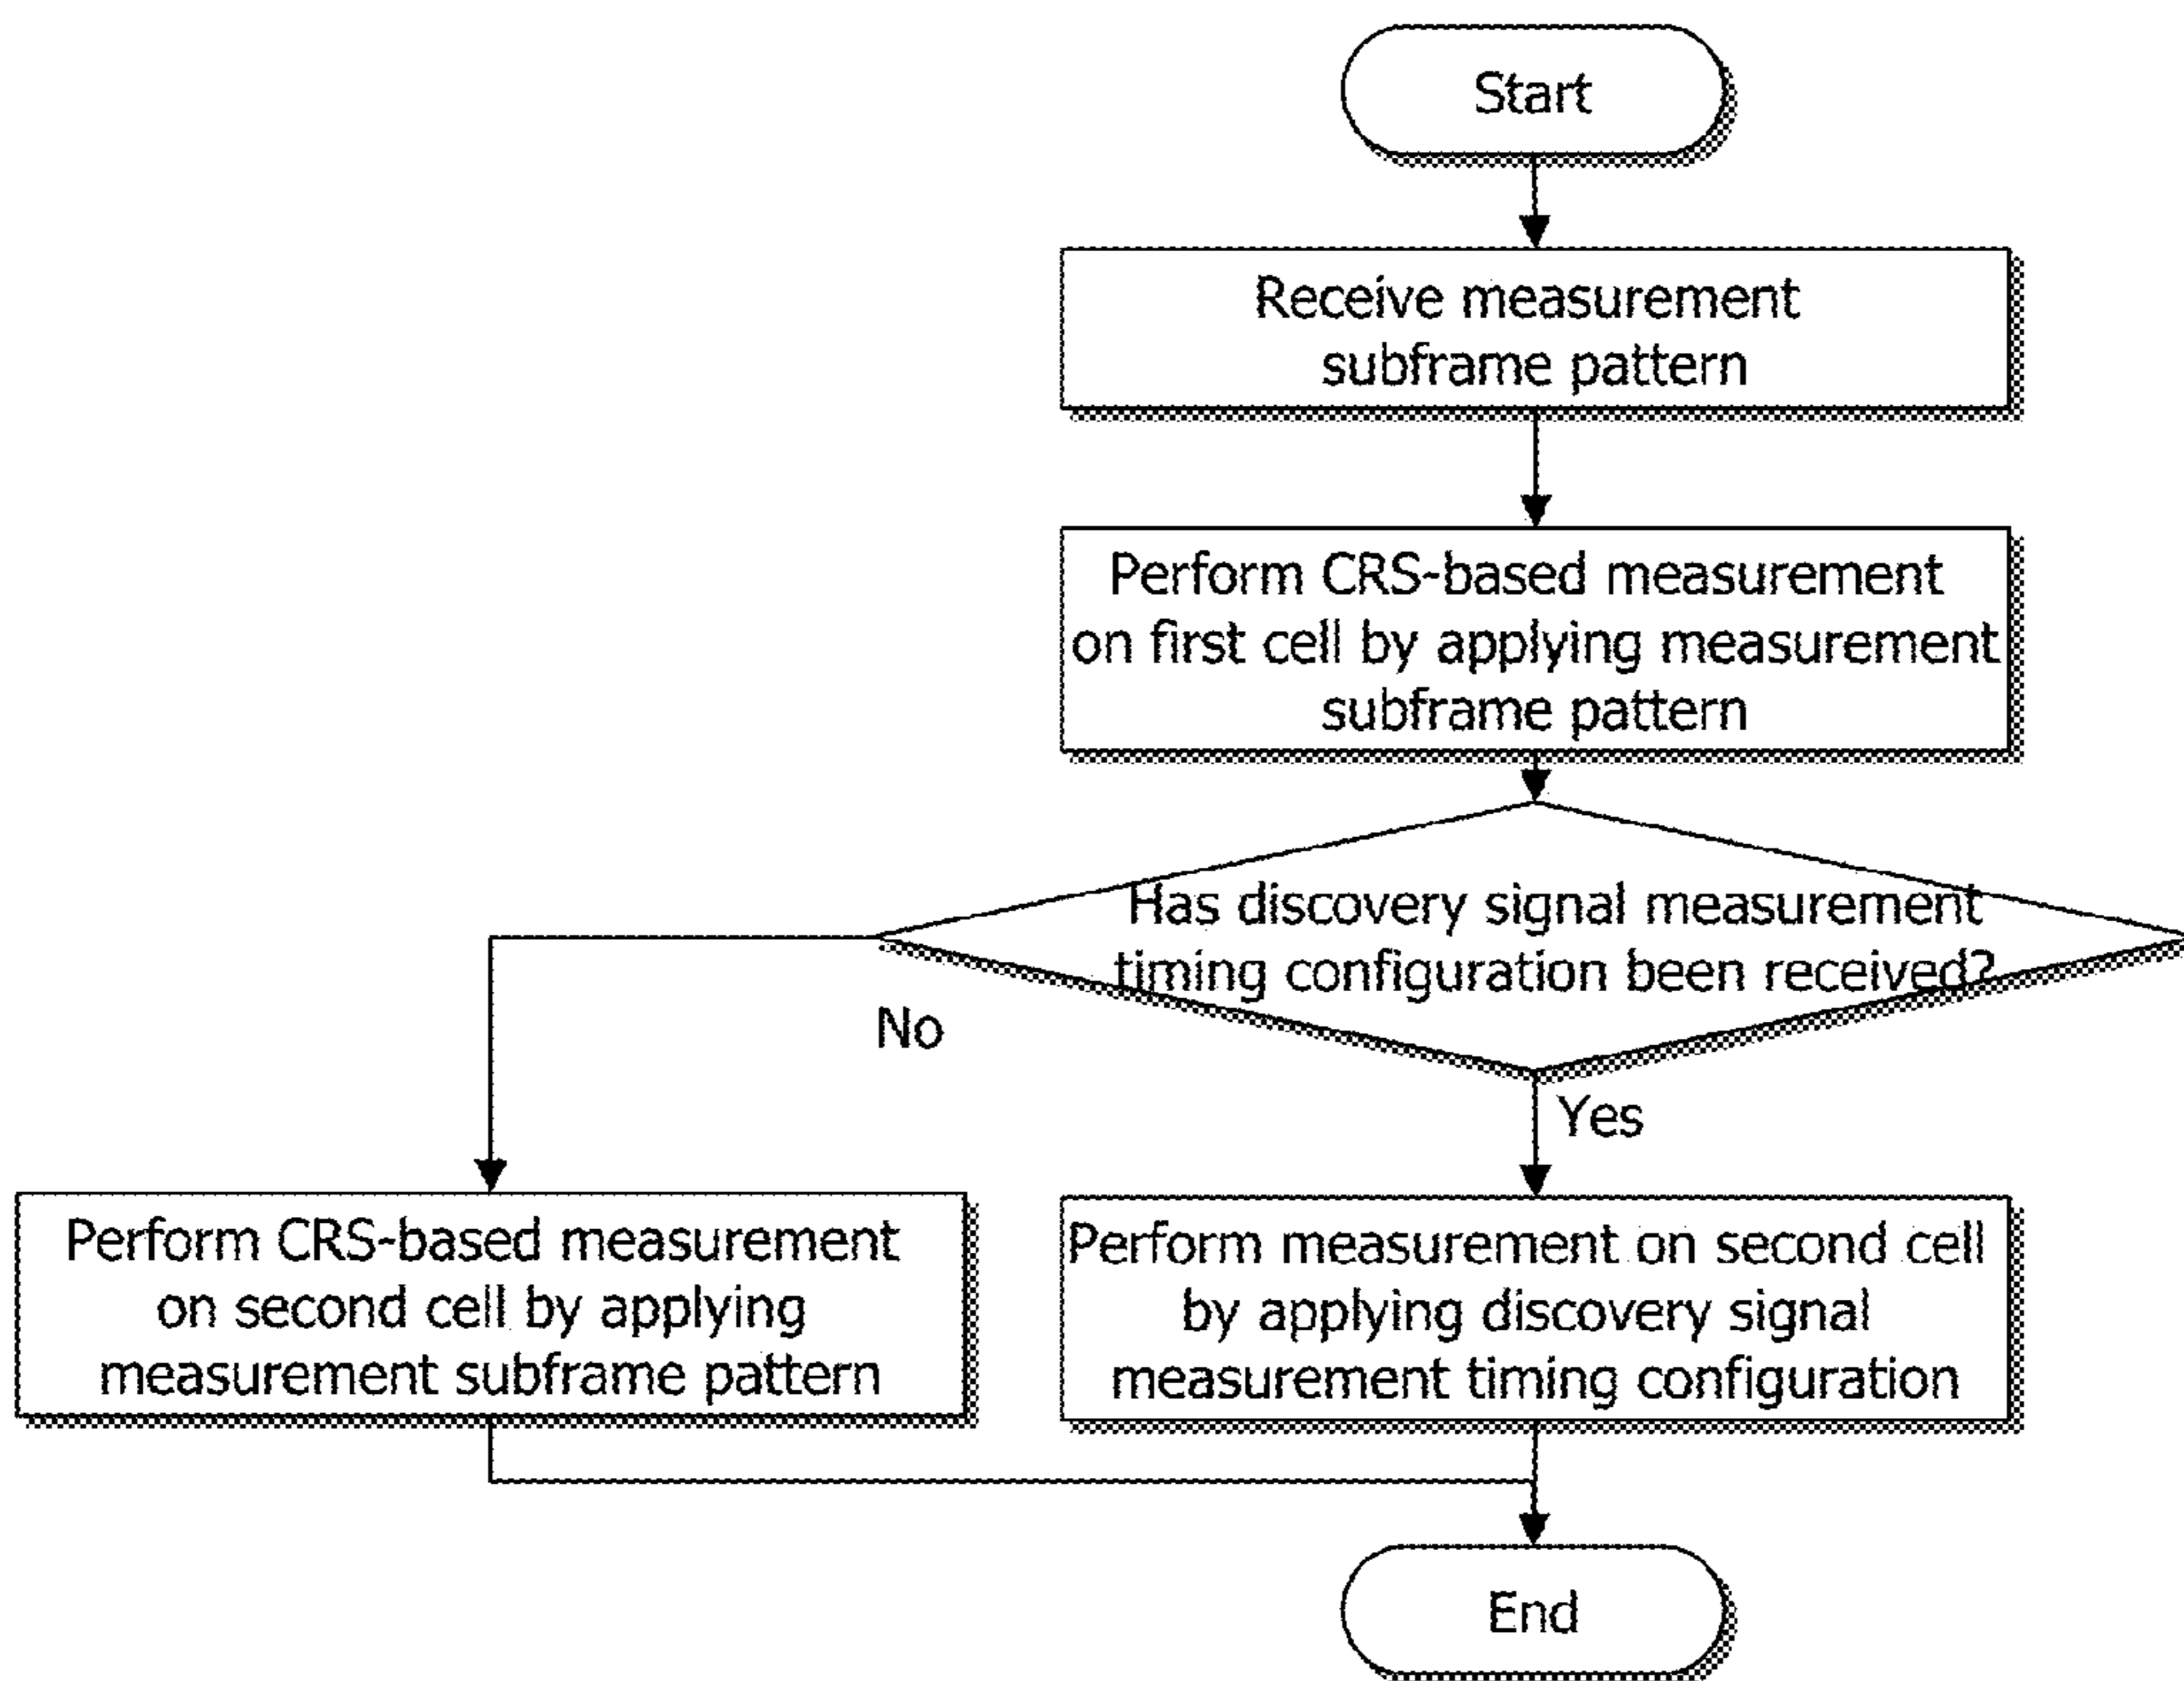 Start
Receive measurement
subframe pattern
Perform CRS-based measurement
on first cell by applying measurement
subframe pattern
Has discovery signal measurement
timing configuration been received?
No
Yes
Perform CRS-based measurement
on second cell by applying
measurement subframe pattern
Perform measurement on second cell
by applying discovery signal
measurement timing configuration
End